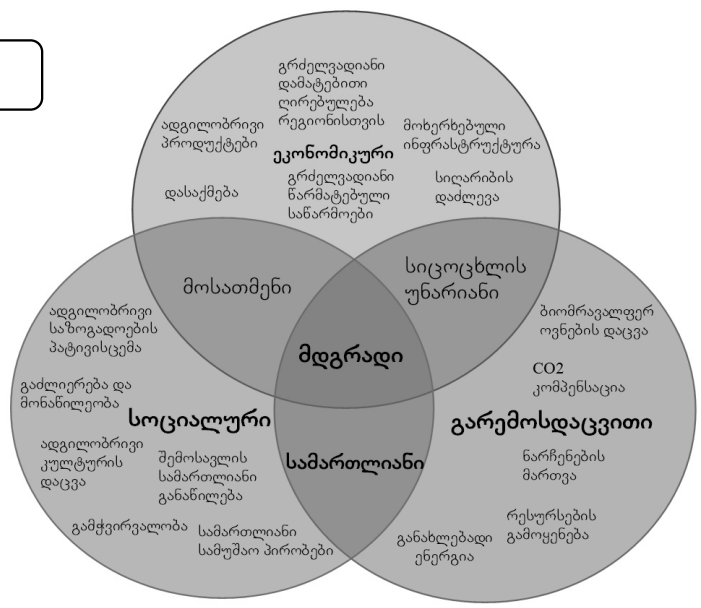 გრძელვადიანი
დამატებითი
ღირებულება
რეგიონისთვის
ადგილობრივი
პროდუქტები
მოხერხებული
ინფრასტრუქტურა
ეკონომიკური
დასაქმება
გრძელვადიანი
წარმატებული
საწარმოები
სიღარიბის
დაძლევა
მოსათმენი
სიცოცხლის
უნარიანი
მდგრადი
ადგილობრივი
საზოგადოების
პატივისცემა
გაძლიერება და
მონაწილეობა
სოციალური
ადგილობრივი
კულტურის
დაცვა
შემოსავლის
სამართლიანი
განაწილება
გამჭვირვალობა
სამართლიანი
სამუშაო პირობები
სამართლიანი
ბიომრავალფერ
ოვნების დაცვა
CO2
კომპენსაცია
გარემოსდაცვითი
ნარჩენების
მართვა
რესურსების
გამოყენება
განახლებადი
ენერგია